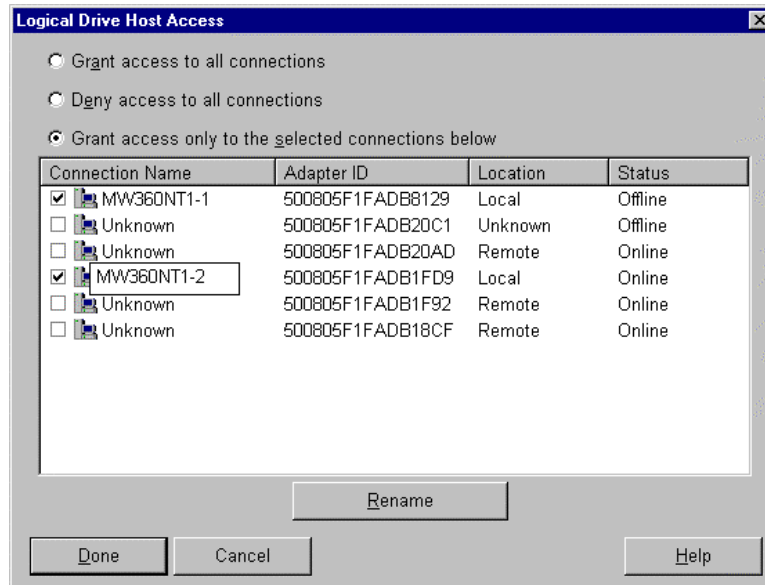 Logical Drive Host Access
Grant access to all connections
Deny access to all connections
Grant access only to the selected connections below
Connection Name Adapter ID Location Status
MW360NT1-1 500805F1FADB8129 Local Offline
Unknown 500805F1FADB20C1 Unknown Offline
Unknown 500805F1FADB20AD Remote Online
MW360NT1-2 500805F1FADB1FD9 Local Online
Unknown 500805F1FADB1F92 Remote Online
Unknown 500805F1FADB18CF Remote Online
Rename
Done Cancel Help